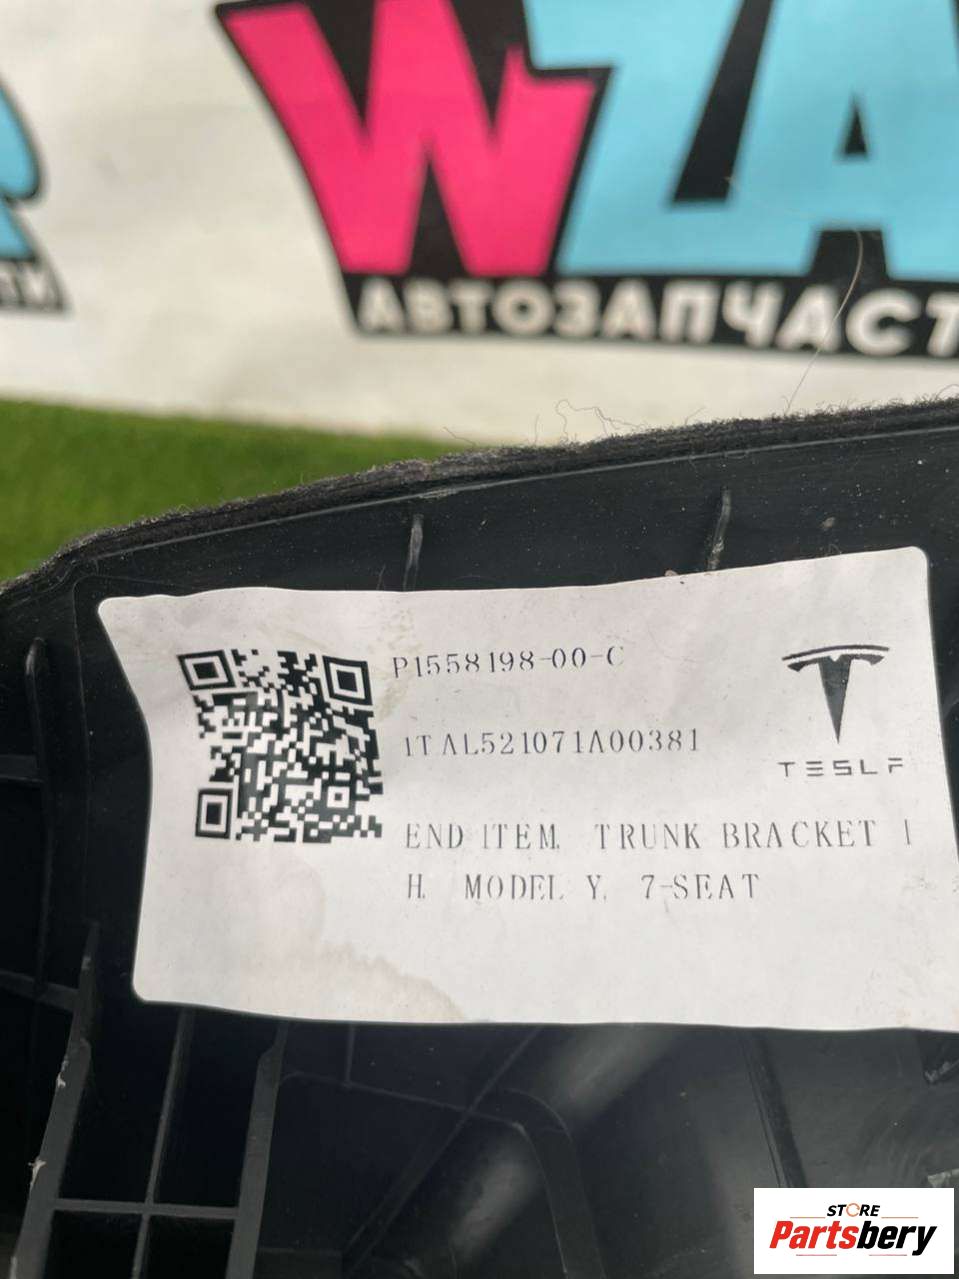 WZA
АВТОЗАПЧАСТ
P1558198-00-C
1TAL521071A00381
TESLA
END ITEM, TRUNK BRACKET l
H, MODEL Y, 7-SEAT
STORE
Partsbery